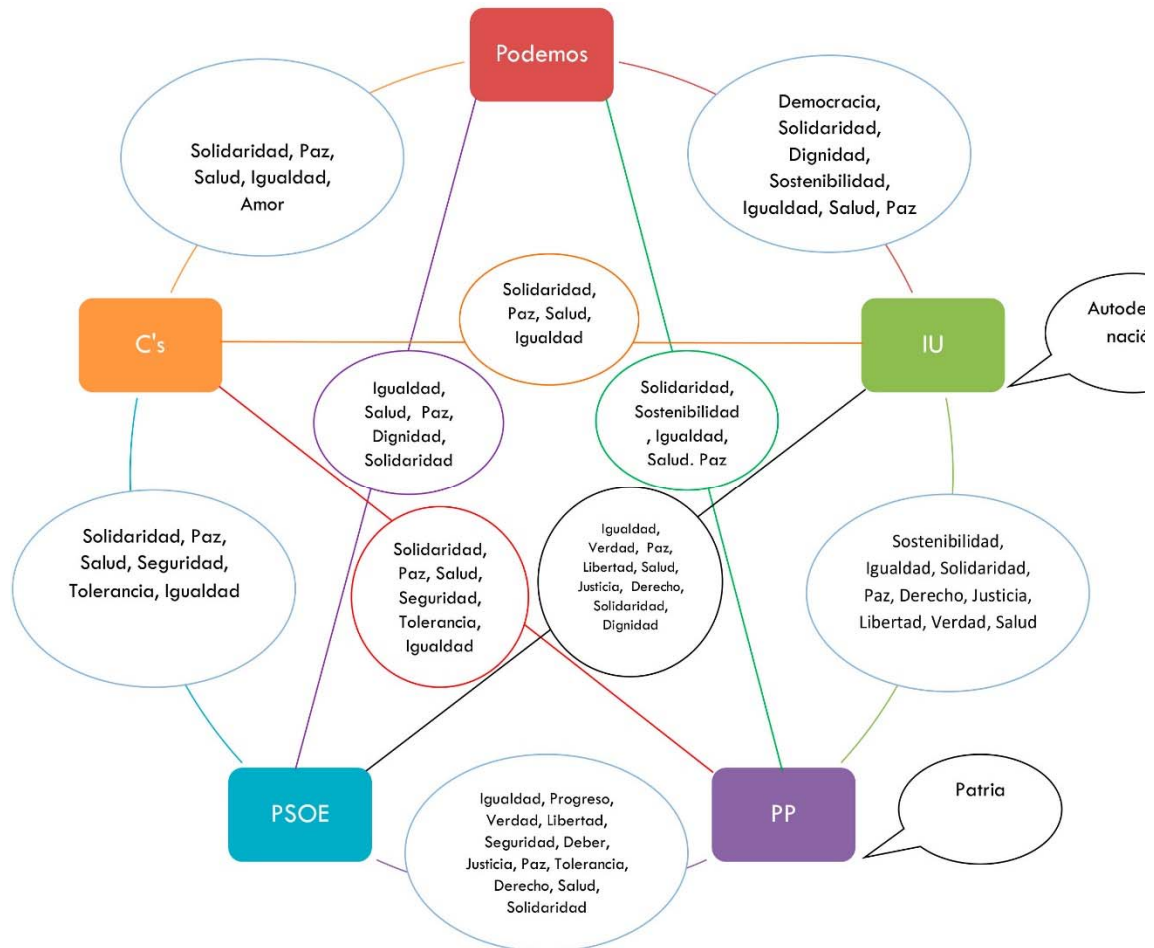 Podemos
Solidaridad, Paz,
Salud, Igualdad,
Amor
Democracia,
Solidaridad,
Dignidad,
Sostenibilidad,
Igualdad, Salud, Paz
Solidaridad,
Paz, Salud,
Igualdad
C's
IU
Autode
nació
Igualdad,
Salud, Paz,
Dignidad,
Solidaridad
Solidaridad,
Sostenibilidad
, Igualdad,
Salud. Paz
Solidaridad, Paz,
Salud, Seguridad,
Tolerancia, Igualdad
Solidaridad,
Paz, Salud,
Seguridad,
Tolerancia,
Igualdad
Igualdad,
Verdad, Paz,
Libertad, Salud,
Justicia, Derecho,
Solidaridad,
Dignidad
Sostenibilidad,
Igualdad, Solidaridad,
Paz, Derecho, Justicia,
Libertad, Verdad, Salud
PSOE
Igualdad, Progreso,
Verdad, Libertad,
Seguridad, Deber,
Justicia, Paz, Tolerancia,
Derecho, Salud,
Solidaridad
PP
Patria